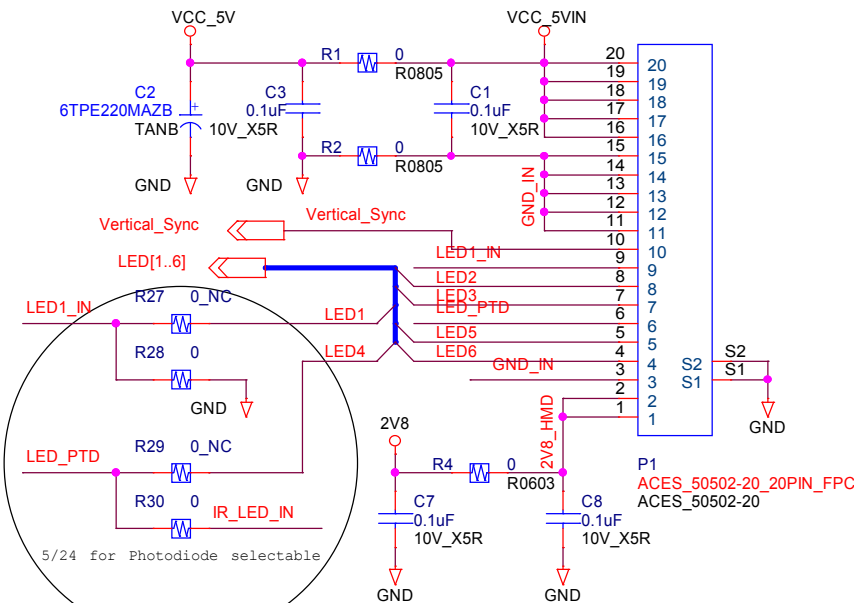 VCC_5V
VCC_5VIN
R1 0
R0805
20 20
19 19
18 18
17 17
16 16
15 15
14 14
13 13
12 12
11 11
10 10
9 9
8 8
7 7
6 6
5 5
4 4
3 3
2 2
1 1
C2
6TPE220MAZB
+
TANB
C3
0.1uF
10V_X5R
C1
0.1uF
10V_X5R
R2 0
R0805
GND
GND
GND_IN
Vertical_Sync
Vertical_Sync
LED[1..6]
LED1_IN
LED2
LED3
LED_PTD
LED5
LED6
GND_IN
LED1_IN
R27 0_NC
LED1
R28 0
LED4
GND
S2 S2
S1 S1
GND
LED_PTD
R29 0_NC
R30 0
IR_LED_IN
5/24 for Photodiode selectable
2V8
2V8_HMD
R4 0
R0603
C7
0.1uF
10V_X5R
C8
0.1uF
10V_X5R
GND
GND
P1
ACES_50502-20_20PIN_FPC
ACES_50502-20